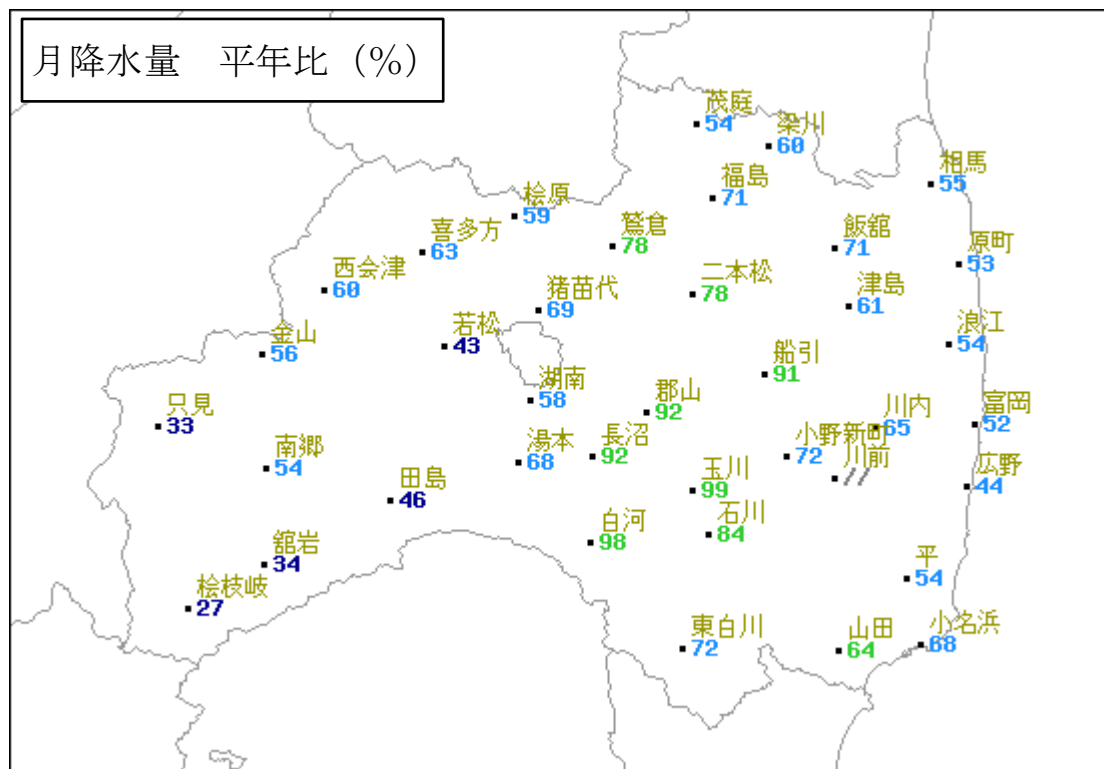 月降水量　平年比（%）
茂庭
54
梁川
60
相馬
55
福島
71
桧原
59
鷲倉
78
喜多方
63
飯舘
71
原町
53
西会津
60
二本松
78
猪苗代
69
津島
61
金山
56
若松
43
浪江
54
船引
91
湖南
58
郡山
92
只見
33
川内
65
富岡
52
南郷
54
湯本
68
長沼
92
小野新町
72
川前
//
広野
44
田島
46
玉川
99
石川
84
白河
98
舘岩
34
桧枝岐
27
平
54
東白川
72
山田
64
小名浜
68